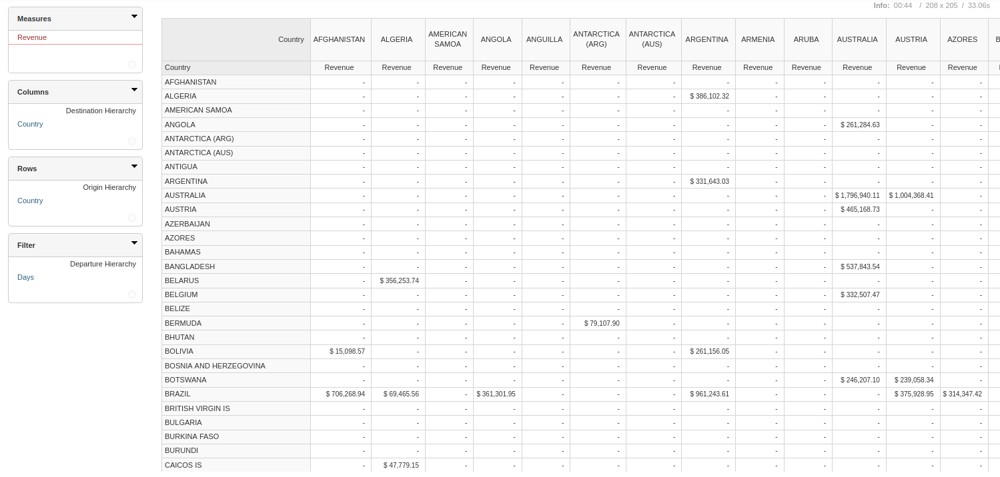 Info: 00:44 / 208 x 205 / 33.06s
Measures
Revenue
Columns
Destination Hierarchy
Country
Rows
Origin Hierarchy
Country
Filter
Departure Hierarchy
Days
Country AFGHANISTAN ALGERIA AMERICAN SAMOA ANGOLA ANGUILLA ANTARCTICA (ARG) ANTARCTICA (AUS) ARGENTINA ARMENIA ARUBA AUSTRALIA AUSTRIA AZORES B
Country Revenue Revenue Revenue Revenue Revenue Revenue Revenue Revenue Revenue Revenue Revenue Revenue Revenue
AFGHANISTAN - - - - - - - - - - - - -
ALGERIA - - - - - - - $ 386,102.32 - - - - -
AMERICAN SAMOA - - - - - - - - - - - - -
ANGOLA - - - - - - - - - - $ 261,284.63 - -
ANTARCTICA (ARG) - - - - - - - - - - - - -
ANTARCTICA (AUS) - - - - - - - - - - - - -
ANTIGUA - - - - - - - - - - - - -
ARGENTINA - - - - - - - $ 331,643.03 - - - - -
AUSTRALIA - - - - - - - - - - $ 1,796,940.11 $ 1,004,368.41 -
AUSTRIA - - - - - - - - - - $ 465,168.73 - -
AZERBAIJAN - - - - - - - - - - - - -
AZORES - - - - - - - - - - - - -
BAHAMAS - - - - - - - - - - - - -
BANGLADESH - - - - - - - - - - $ 537,843.54 - -
BELARUS - $ 356,253.74 - - - - - - - - - - -
BELGIUM - - - - - - - - - - $ 332,507.47 - -
BELIZE - - - - - - - - - - - - -
BERMUDA - - - - - $ 79,107.90 - - - - - - -
BHUTAN - - - - - - - - - - - - -
BOLIVIA $ 15,098.57 - - - - - - $ 261,156.05 - - - - -
BOSNIA AND HERZEGOVINA - - - - - - - - - - - - -
BOTSWANA - - - - - - - - - - $ 246,207.10 $ 239,058.34 -
BRAZIL $ 706,268.94 $ 69,465.56 - $ 361,301.95 - - - $ 961,243.61 - - - $ 375,928.95 $ 314,347.42
BRITISH VIRGIN IS - - - - - - - - - - - - -
BULGARIA - - - - - - - - - - - - -
BURKINA FASO - - - - - - - - - - - - -
BURUNDI - - - - - - - - - - - - -
CAICOS IS - $ 47,779.15 - - - - - - - - - - -